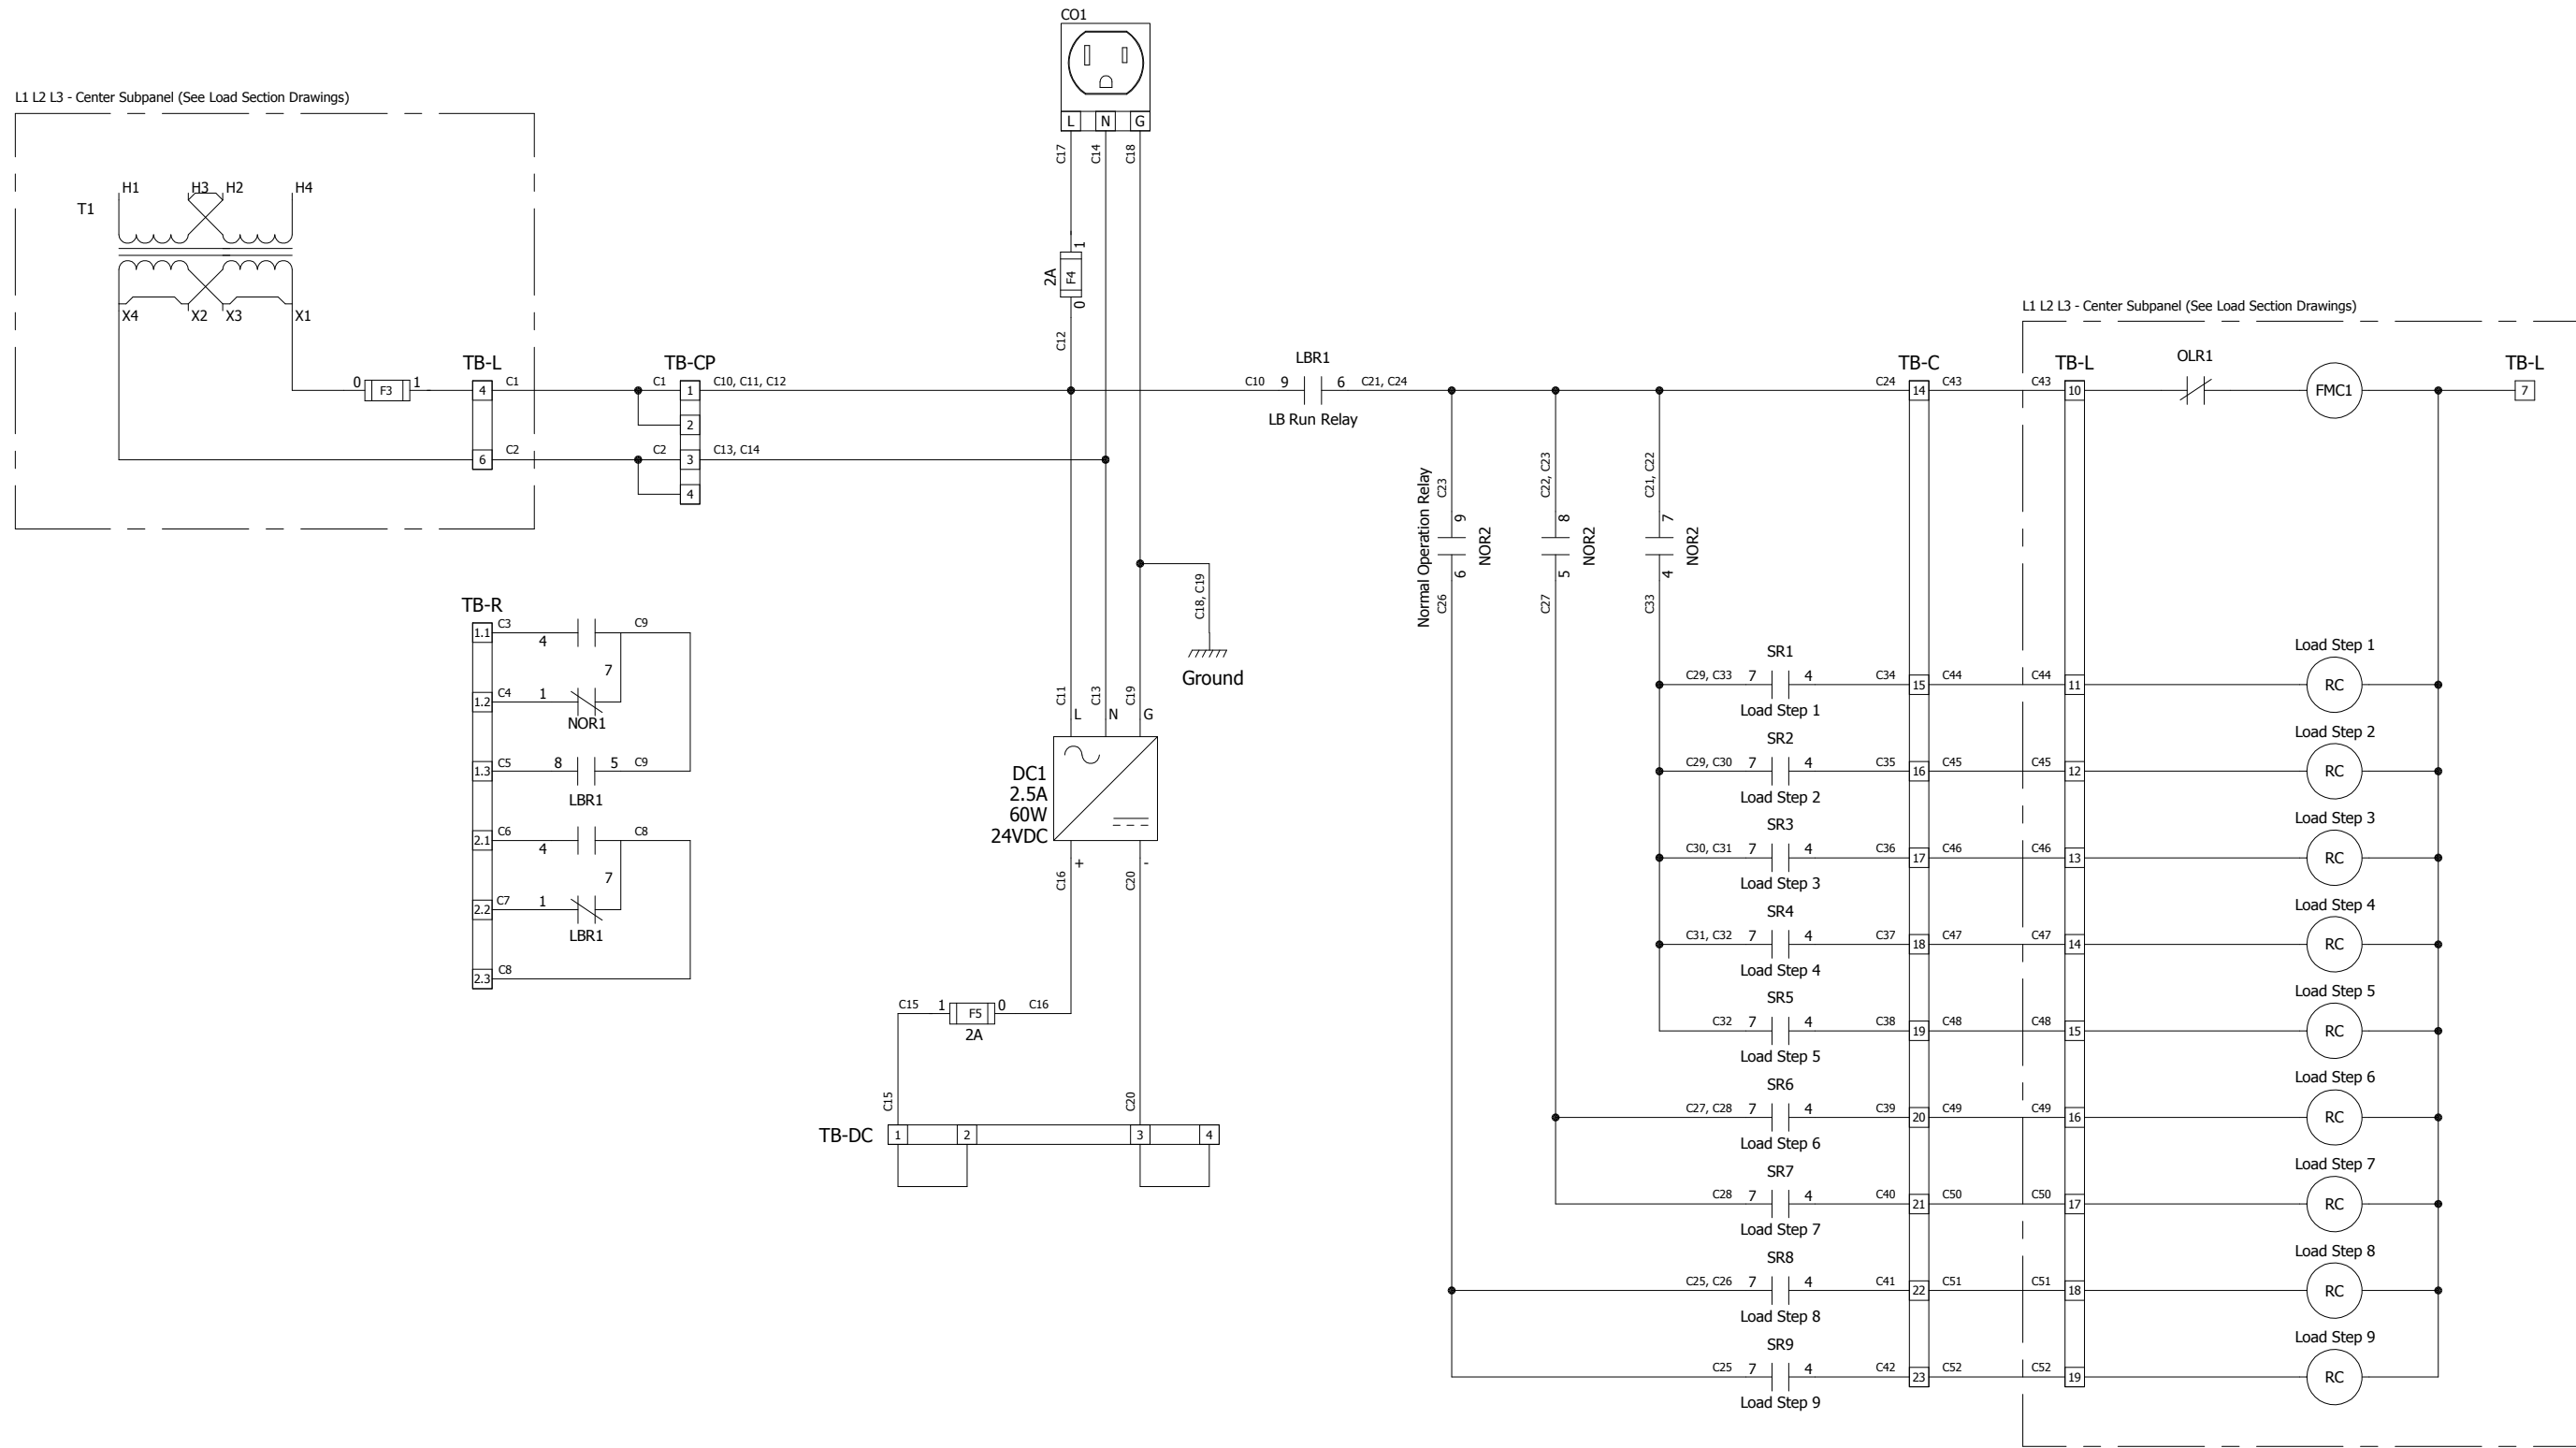 CO1
L N G
C17 C14 C18
L1 L2 L3 - Center Subpanel (See Load Section Drawings)
T1
H1 H3 H2 H4
X4 X2 X3 X1
0 F3 1
TB-L
4 C1
6 C2
TB-CP
C1 1 C10, C11, C12
2
C2 3 C13, C14
4
1
2A F4
0
C12
C10 9 LBR1 6 C21, C24
LB Run Relay
Normal Operation Relay
C23 9 NOR2 6 C26
C22, C23 8 NOR2 5 C27
C21, C22 7 NOR2 4 C33
C18, C19
Ground
TB-R
1.1 C3 4 C9
7
1.2 C4 1
NOR1
1.3 C5 8 5 C9
LBR1
2.1 C6 4 C8
7
2.2 C7 1
LBR1
2.3 C8
C11 C13 C19
L N G
DC1
2.5A
60W
24VDC
+ -
C16 C20
C15 1 F5 0 C16
2A
C15 C20
TB-DC 1 2 3 4
L1 L2 L3 - Center Subpanel (See Load Section Drawings)
TB-C TB-L OLR1 TB-L
C24 14 C43 C43 10 FMC1 7
SR1 Load Step 1
C29, C33 7 4 C34 15 C44 C44 11 RC
Load Step 1
SR2 Load Step 2
C29, C30 7 4 C35 16 C45 C45 12 RC
Load Step 2
SR3 Load Step 3
C30, C31 7 4 C36 17 C46 C46 13 RC
Load Step 3
SR4 Load Step 4
C31, C32 7 4 C37 18 C47 C47 14 RC
Load Step 4
SR5 Load Step 5
C32 7 4 C38 19 C48 C48 15 RC
Load Step 5
SR6 Load Step 6
C27, C28 7 4 C39 20 C49 C49 16 RC
Load Step 6
SR7 Load Step 7
C28 7 4 C40 21 C50 C50 17 RC
Load Step 7
SR8 Load Step 8
C25, C26 7 4 C41 22 C51 C51 18 RC
Load Step 8
SR9 Load Step 9
C25 7 4 C42 23 C52 C52 19 RC
Load Step 9